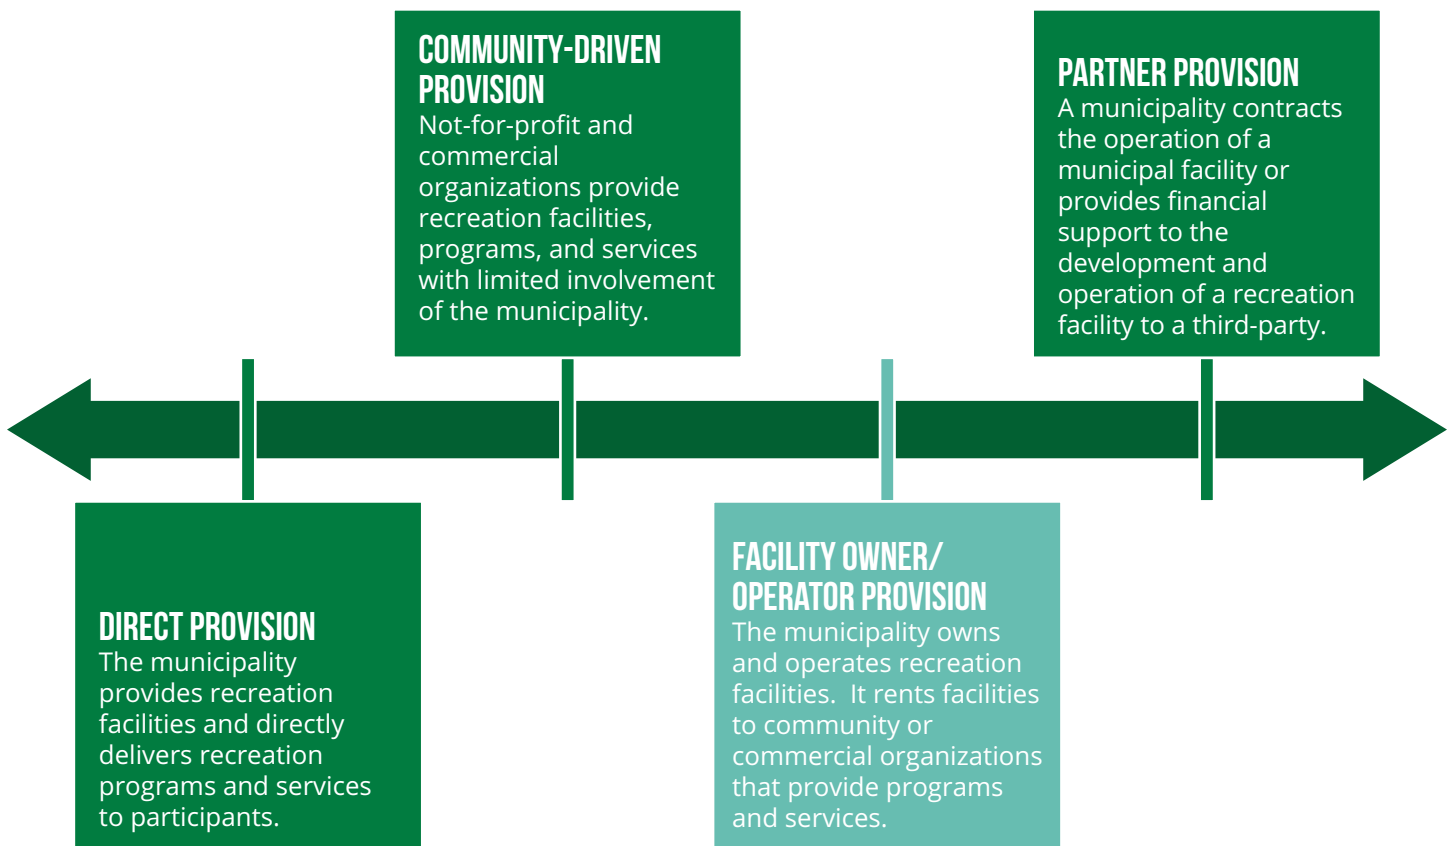 COMMUNITY-DRIVEN
PROVISION
Not-for-profit and
commercial
organizations provide
recreation facilities,
programs, and services
with limited involvement
of the municipality.
PARTNER PROVISION
A municipality contracts
the operation of a
municipal facility or
provides financial
support to the
development and
operation of a recreation
facility to a third-party.
DIRECT PROVISION
The municipality
provides recreation
facilities and directly
delivers recreation
programs and services
to participants.
FACILITY OWNER/
OPERATOR PROVISION
The municipality owns
and operates recreation
facilities.  It rents facilities
to community or
commercial organizations
that provide programs
and services.